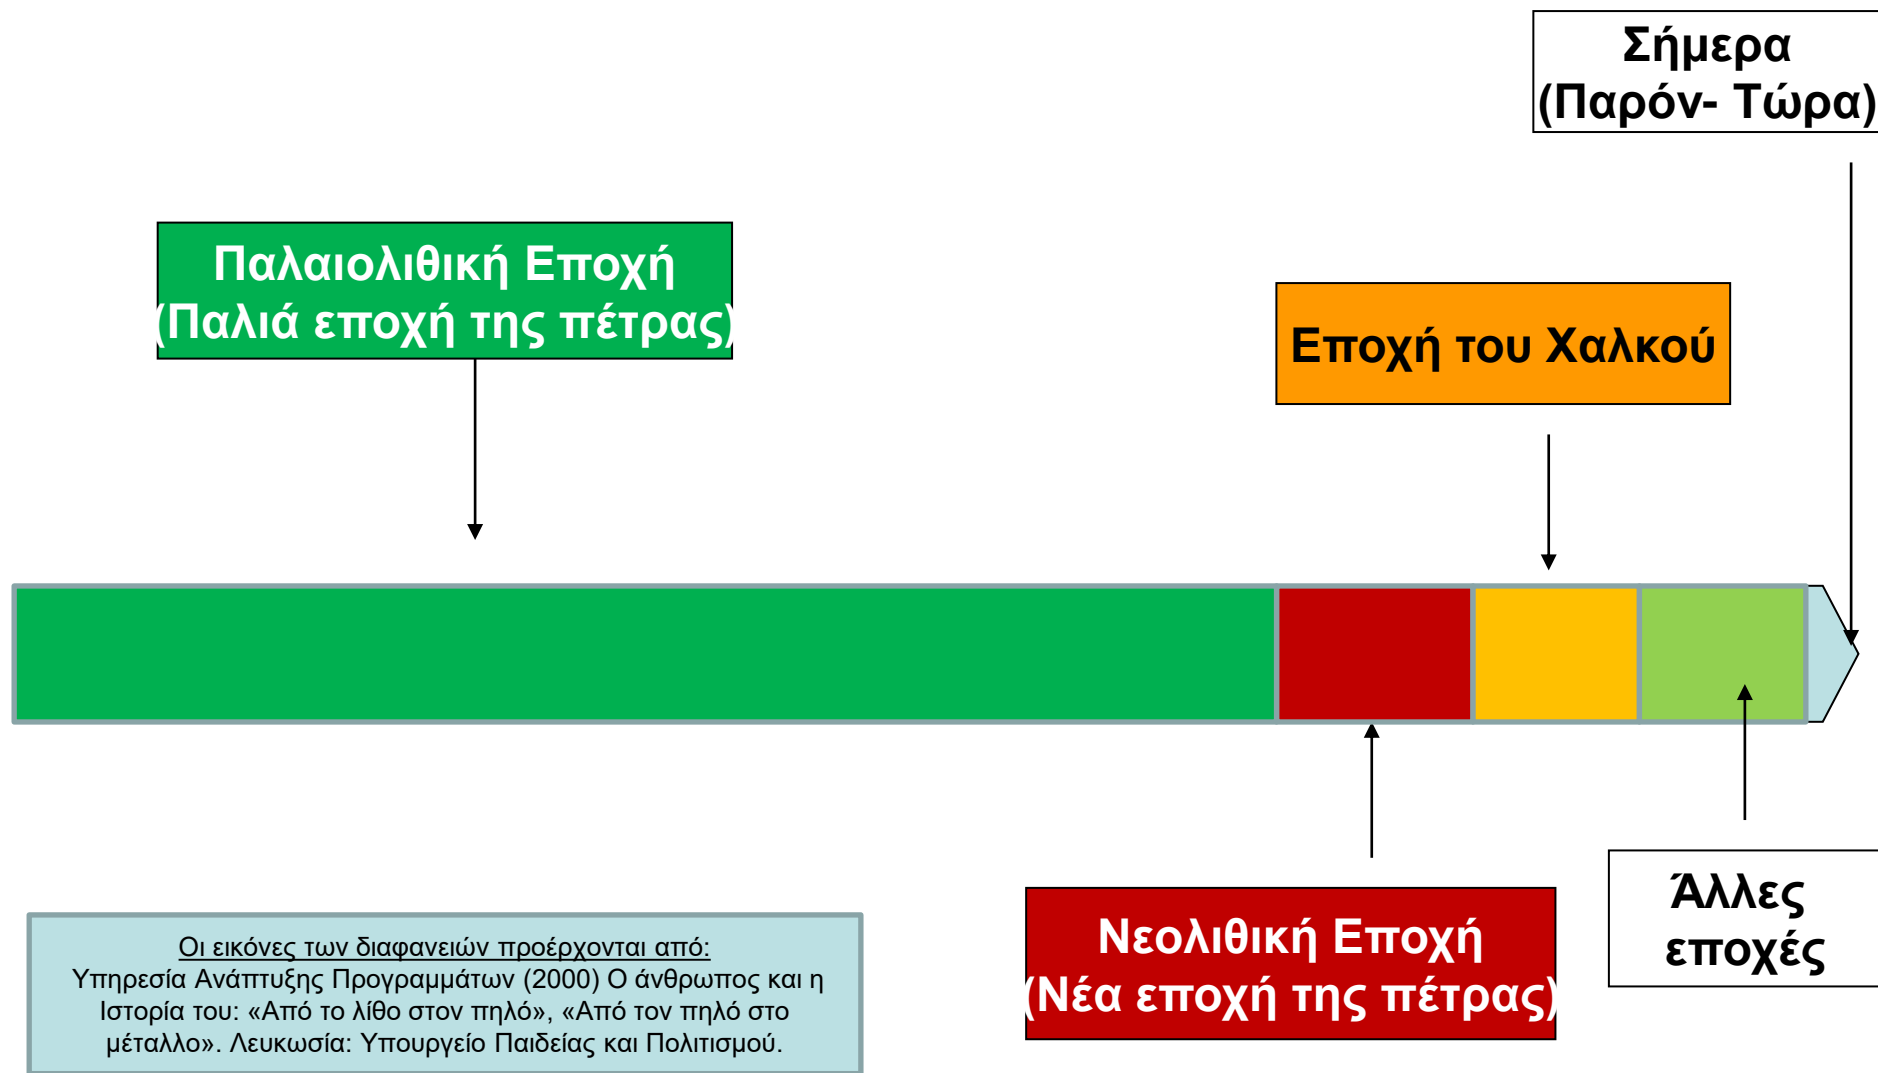 Σήμερα
(Παρόν- Τώρα)
Παλαιολιθική Εποχή
(Παλιά εποχή της πέτρας)
Εποχή του Χαλκού
Άλλες
εποχές
Νεολιθική Εποχή
(Νέα εποχή της πέτρας)
Οι εικόνες των διαφανειών προέρχονται από:
Υπηρεσία Ανάπτυξης Προγραμμάτων (2000) Ο άνθρωπος και η
Ιστορία του: «Από το λίθο στον πηλό», «Από τον πηλό στο
μέταλλο». Λευκωσία: Υπουργείο Παιδείας και Πολιτισμού.